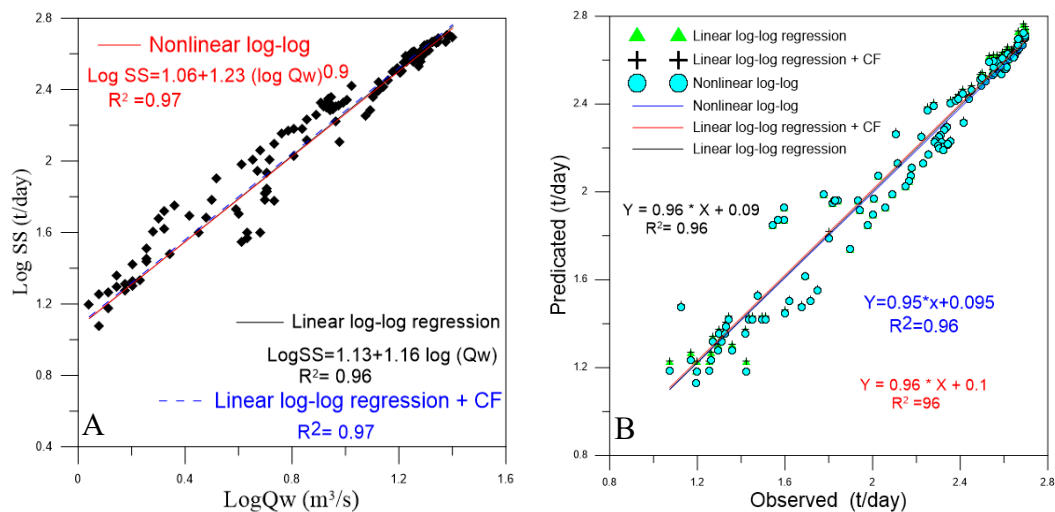 A
Nonlinear log-log
Log SS=1.06+1.23 (log Qw)0.9
R² =0.97
Linear log-log regression
LogSS=1.13+1.16 log (Qw)
R²= 0.96
Linear log-log regression + CF
R²= 0.97
2.8
2.4
2
1.6
1.2
0.8
0.4
Log SS (t/day)
0 0.4 0.8 1.2 1.6
LogQw (m³/s)
Linear log-log regression
Linear log-log regression + CF
Nonlinear log-log
Nonlinear log-log
Linear log-log regression + CF
Linear log-log regression
Y = 0.96 * X + 0.09
R²= 0.96
Y=0.95*x+0.095
R²=0.96
Y = 0.96 * X + 0.1
R² =96
B
2.8
2.4
2
1.6
1.2
0.8
Predicated (t/day)
0.8 1.2 1.6 2 2.4 2.8
Observed (t/day)